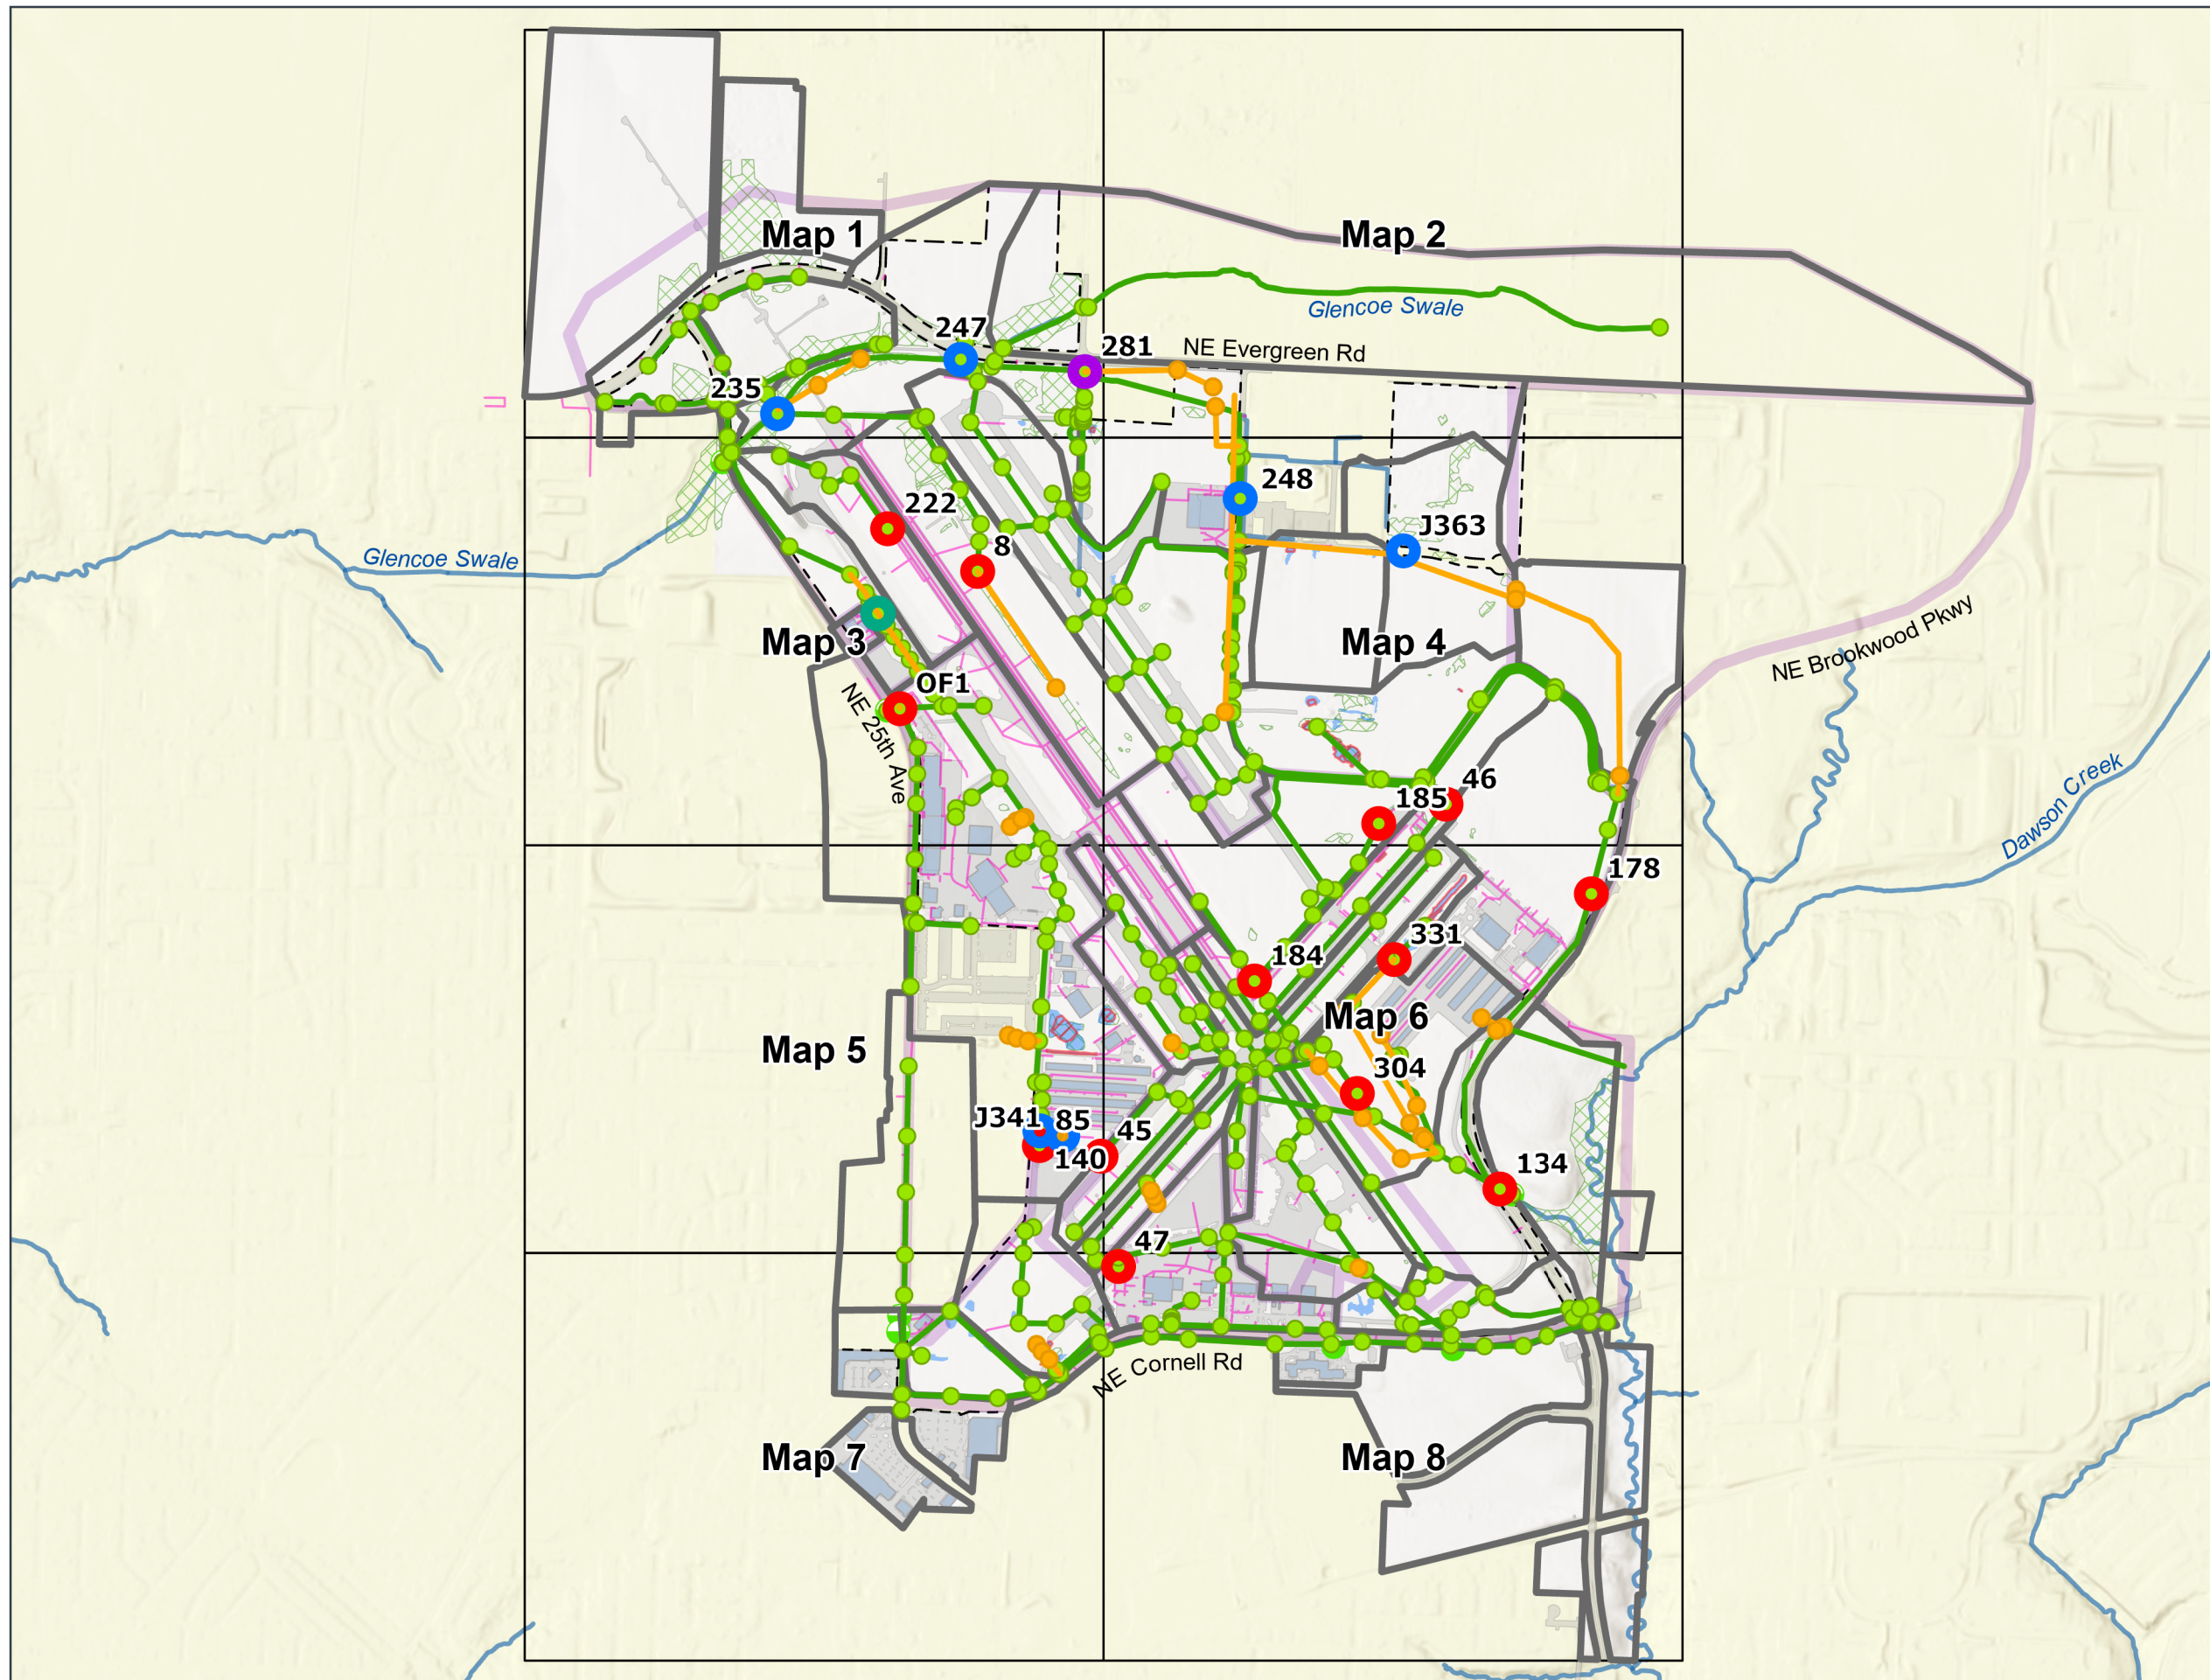 Map 1
Map 2
Glencoe Swale
247
281
NE Evergreen Rd
235
248
222
J363
8
Glencoe Swale
Map 3
Map 4
NE Brookwood Pkwy
OF1
NE 25th Ave
46
185
Dawson Creek
178
331
184
Map 6
Map 5
304
J341
85
45
140
134
47
NE Cornell Rd
Map 7
Map 8